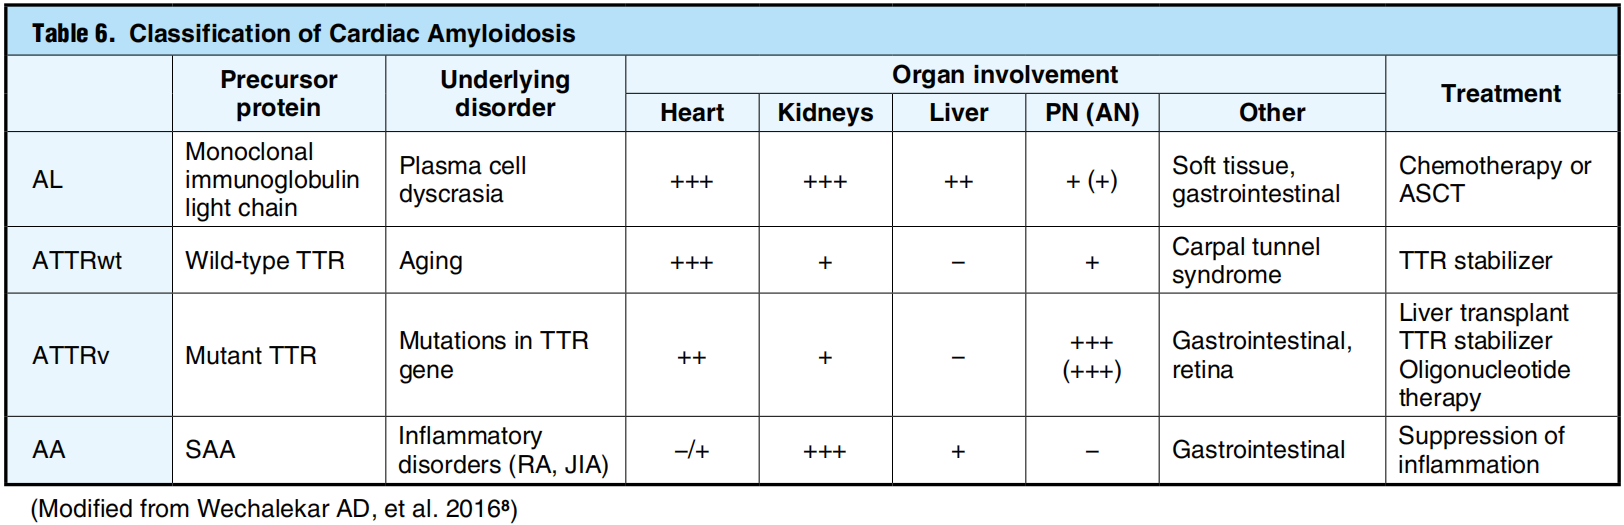 Table 6. Classification of Cardiac Amyloidosis
Precursor
protein
Underlying
disorder
Organ involvement
Treatment
Heart
Kidneys
Liver
PN (AN)
Other
AL
Monoclonal
immunoglobulin
light chain
Plasma cell
dyscrasia
+++
+++
++
+ (+)
Soft tissue,
gastrointestinal
Chemotherapy or
ASCT
ATTRwt
Wild-type TTR
Aging
+++
+
–
+
Carpal tunnel
syndrome
TTR stabilizer
ATTRv
Mutant TTR
Mutations in TTR
gene
++
+
–
+++
(+++)
Gastrointestinal,
retina
Liver transplant
TTR stabilizer
Oligonucleotide
therapy
AA
SAA
Inflammatory
disorders (RA, JIA)
–/+
+++
+
–
Gastrointestinal
Suppression of
inflammation
(Modified from Wechalekar AD, et al. 2016⁸)